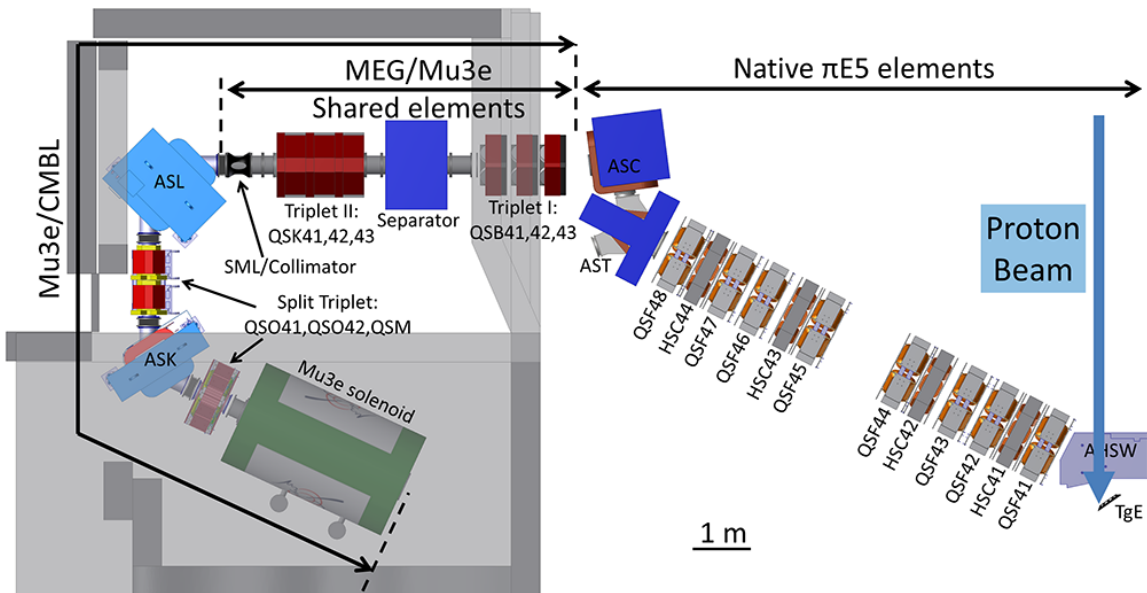 MEG/Mu3e
Shared elements
Native πE5 elements
Mu3e/CMBL
ASL
Triplet II:
QSK41,42,43
Separator
Triplet I:
QSB41,42,43
SML/Collimator
Split Triplet:
QSO41,QSO42,QSM
ASK
Mu3e solenoid
ASC
AST
QSF48
HSC44
QSF47
QSF46
HSC43
QSF45
QSF44
HSC42
QSF43
QSF42
HSC41
QSF41
Proton
Beam
AHSW
TgE
1 m